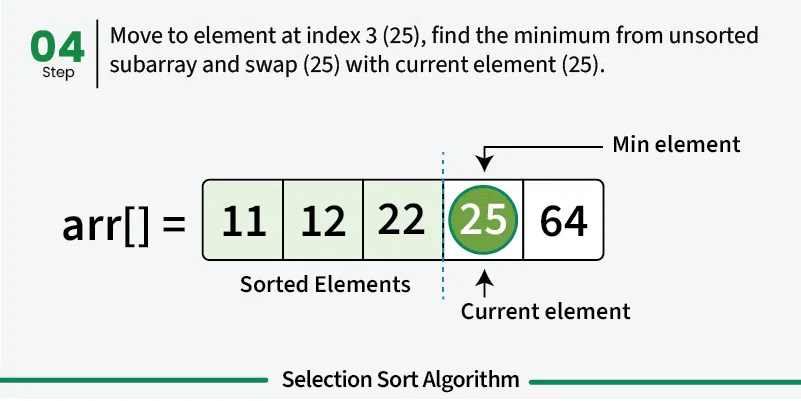 04
Step
Move to element at index 3 (25), find the minimum from unsorted
subarray and swap (25) with current element (25).
Min element
arr[] = 11 12 22 25 64
Sorted Elements
Current element
Selection Sort Algorithm